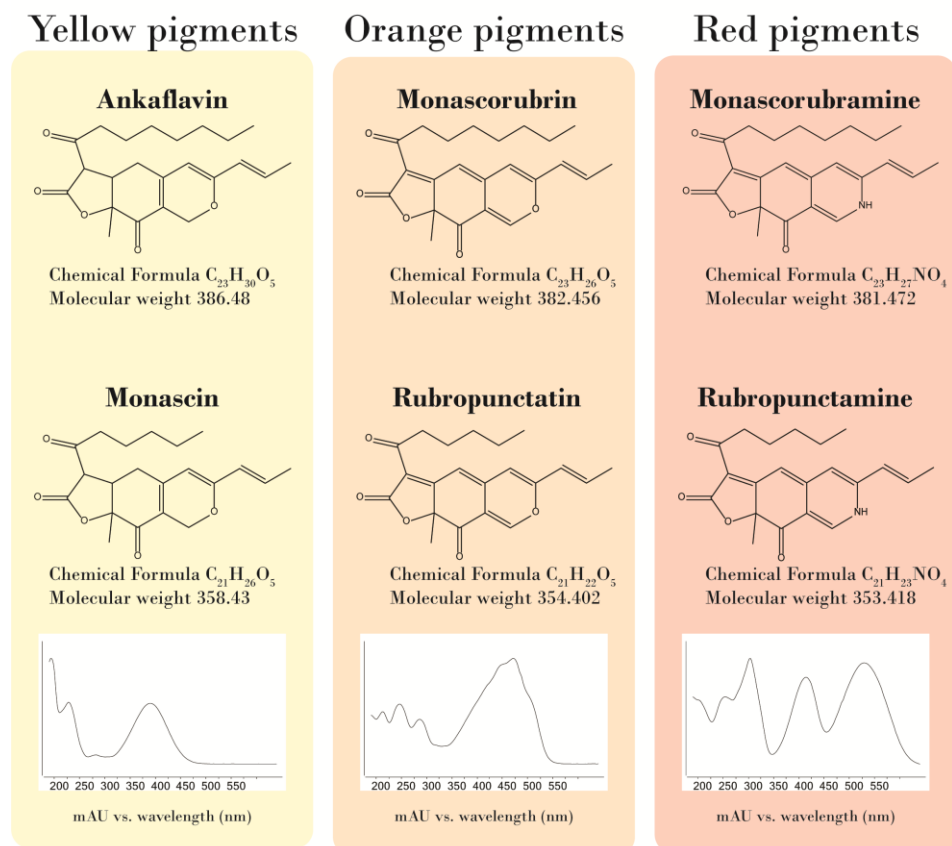 Yellow pigments
Ankaflavin
O
O
O
O
O
Chemical Formula C₂₃H₃₀O₅
Molecular weight 386.48
Monascin
O
O
O
O
O
Chemical Formula C₂₁H₂₆O₅
Molecular weight 358.43
200 250 300 350 400 450 500 550
mAU vs. wavelength (nm)
Orange pigments
Monascorubrin
O
O
O
O
O
Chemical Formula C₂₃H₂₆O₅
Molecular weight 382.456
Rubropunctatin
O
O
O
O
O
Chemical Formula C₂₁H₂₂O₅
Molecular weight 354.402
200 250 300 350 400 450 500 550
mAU vs. wavelength (nm)
Red pigments
Monascorubramine
O
O
O
NH
O
Chemical Formula C₂₃H₂₇NO₄
Molecular weight 381.472
Rubropunctamine
O
O
O
NH
O
Chemical Formula C₂₁H₂₃NO₄
Molecular weight 353.418
200 250 300 350 400 450 500 550
mAU vs. wavelength (nm)